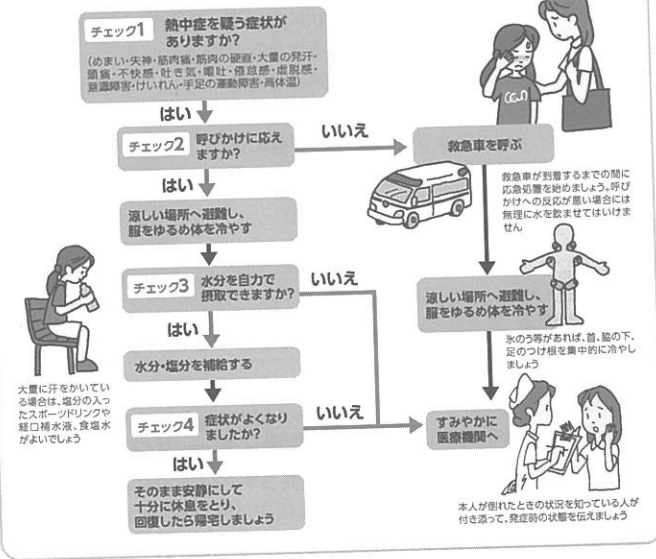 チェック1 熱中症を疑う症状が
ありますか?
(めまい・失神・筋肉痛・筋肉の硬直・大量の発汗・
頭痛・不快感・吐き気・嘔吐・倦怠感・虚脱感・
意識障害・けいれん・手足の運動障害・高体温)
はい
チェック2 呼びかけに応え
ますか?
いいえ
救急車を呼ぶ
救急車が到着するまでの間に
応急処置を始めましょう。呼び
かけへの反応が悪い場合には
無理に水を飲ませてはいけま
せん
はい
涼しい場所へ避難し、
服をゆるめ体を冷やす
チェック3 水分を自力で
摂取できますか?
いいえ
涼しい場所へ避難し、
服をゆるめ体を冷やす
氷のう等があれば、首、脇の下、
足のつけ根を集中的に冷やし
ましょう
はい
水分・塩分を補給する
大量に汗をかいてい
る場合は、塩分の入っ
たスポーツドリンクや
経口補水液、食塩水
がよいでしょう
チェック4 症状がよくなり
ましたか?
いいえ
すみやかに
医療機関へ
はい
そのまま安静にして
十分に休息をとり、
回復したら帰宅しましょう
本人が倒れたときの状況を知っている人が
付き添って、発症時の状態を伝えましょう